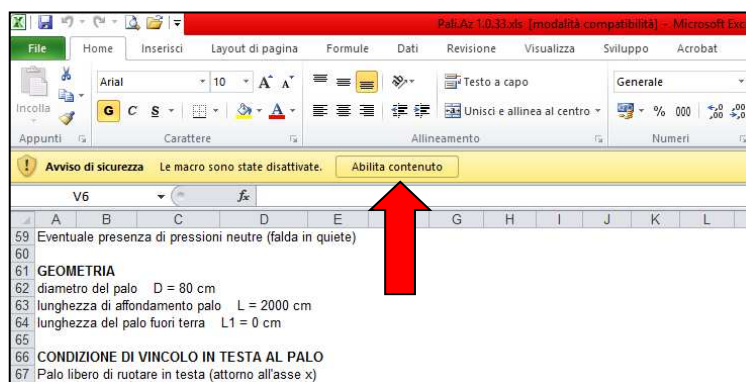 Pali.Az 1.0.33.xls [modalità compatibilità] - Microsoft Exc
File Home Inserisci Layout di pagina Formule Dati Revisione Visualizza Sviluppo Acrobat
Incolla
Arial 10 A A Testo a capo Generale
G C S A Unisci e allinea al centro % 000 ,00
Appunti Carattere Allineamento Numeri
Avviso di sicurezza Le macro sono state disattivate. Abilita contenuto
V6 fx
A B C D E G H I J K L
59 Eventuale presenza di pressioni neutre (falda in quiete)
60
61 GEOMETRIA
62 diametro del palo D = 80 cm
63 lunghezza di affondamento palo L = 2000 cm
64 lunghezza del palo fuori terra L1 = 0 cm
65
66 CONDIZIONE DI VINCOLO IN TESTA AL PALO
67 Palo libero di ruotare in testa (attorno all'asse x)